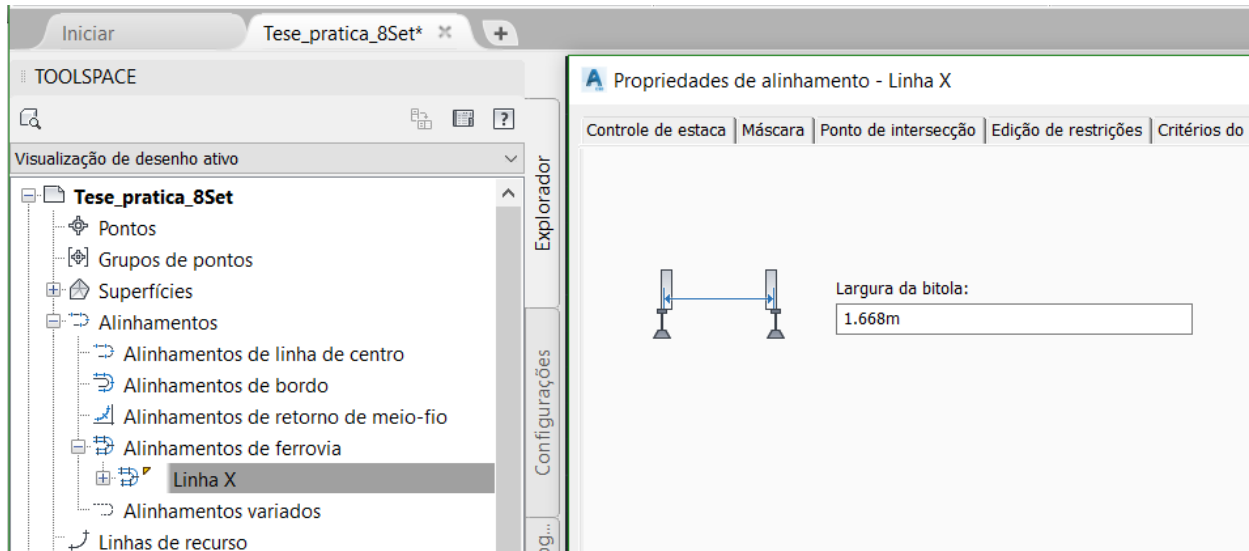 Iniciar
Tese_pratica_8Set*
TOOLSPACE
Visualização de desenho ativo
Tese_pratica_8Set
Pontos
Grupos de pontos
Superfícies
Alinhamentos
Alinhamentos de linha de centro
Alinhamentos de bordo
Alinhamentos de retorno de meio-fio
Alinhamentos de ferrovia
Linha X
Alinhamentos variados
Linhas de recurso
Explorador
Configurações
Propriedades de alinhamento - Linha X
Controle de estaca Máscara Ponto de intersecção Edição de restrições Critérios do
Largura da bitola:
1.668m